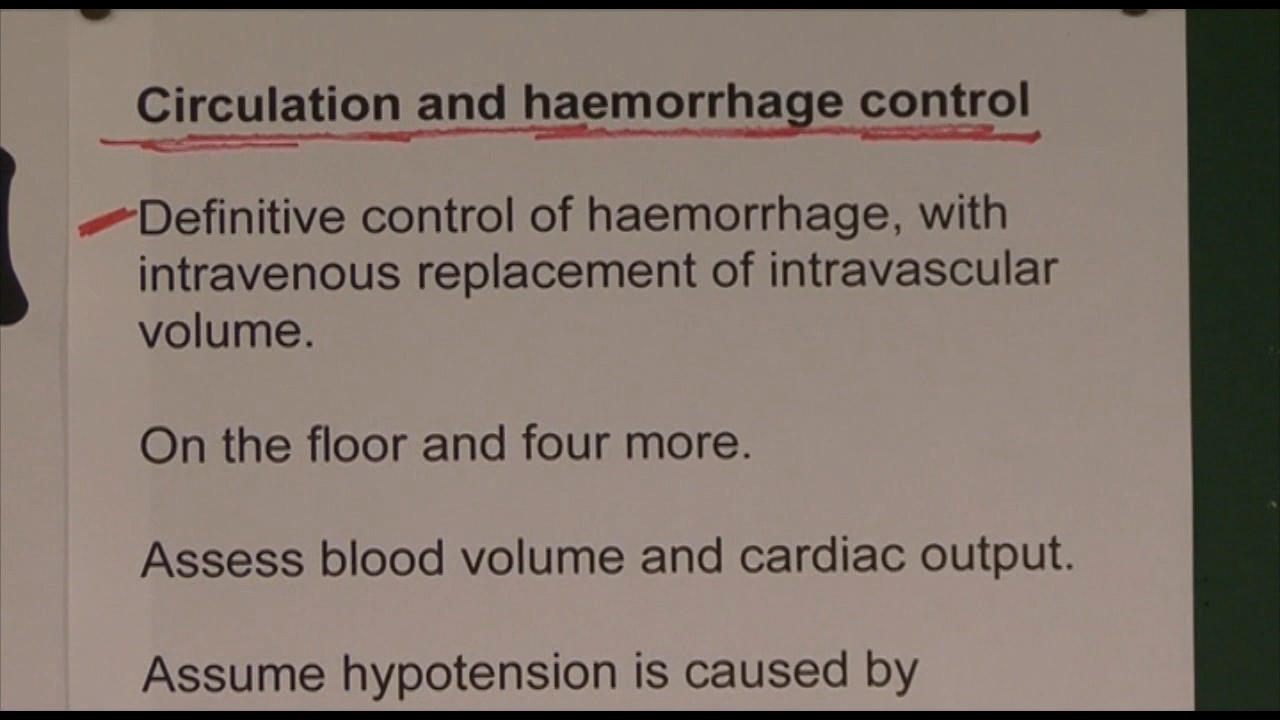 Circulation and haemorrhage control
Definitive control of haemorrhage, with
intravenous replacement of intravascular
volume.
On the floor and four more.
Assess blood volume and cardiac output.
Assume hypotension is caused by